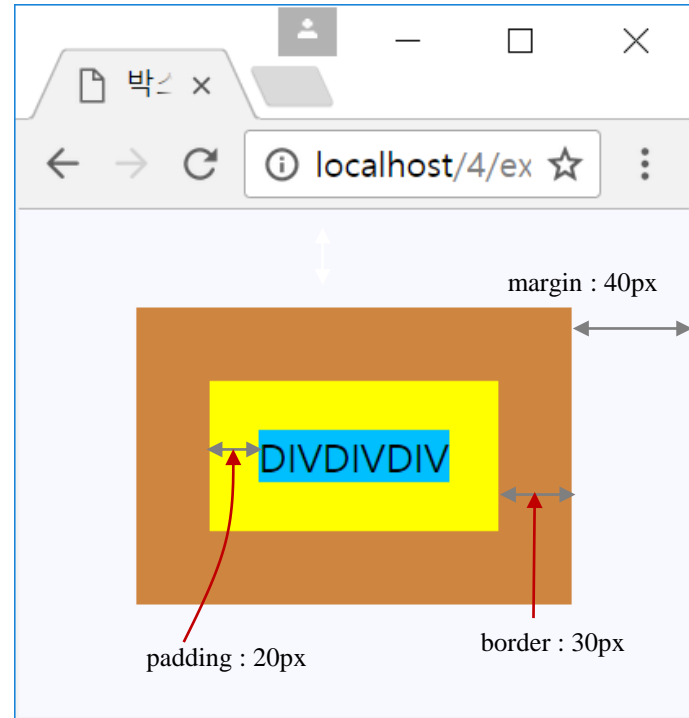 박스
localhost/4/ex
margin : 40px
DIVDIVDIV
border : 30px
padding : 20px